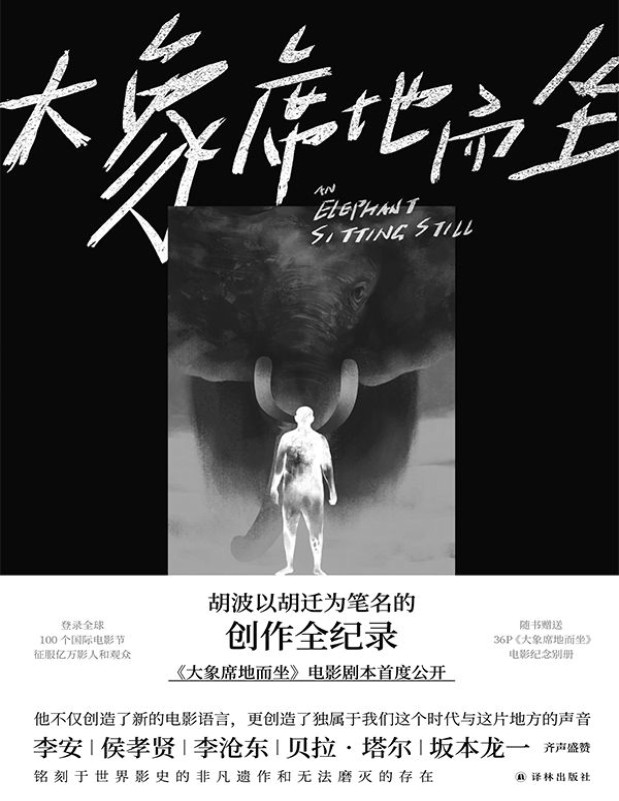 大象席地而坐
AN
ELEPHANT
SITTING STILL
胡波以胡迁为笔名的
创作全纪录
《大象席地而坐》电影剧本首度公开
登录全球
100 个国际电影节
征服亿万影人和观众
随书赠送
36P《大象席地而坐》
电影纪念别册
他不仅创造了新的电影语言，更创造了独属于我们这个时代与这片地方的声音
李安 | 侯孝贤 | 李沧东 | 贝拉·塔尔 | 坂本龙一 齐声盛赞
铭刻于世界影史的非凡遗作和无法磨灭的存在
译林出版社